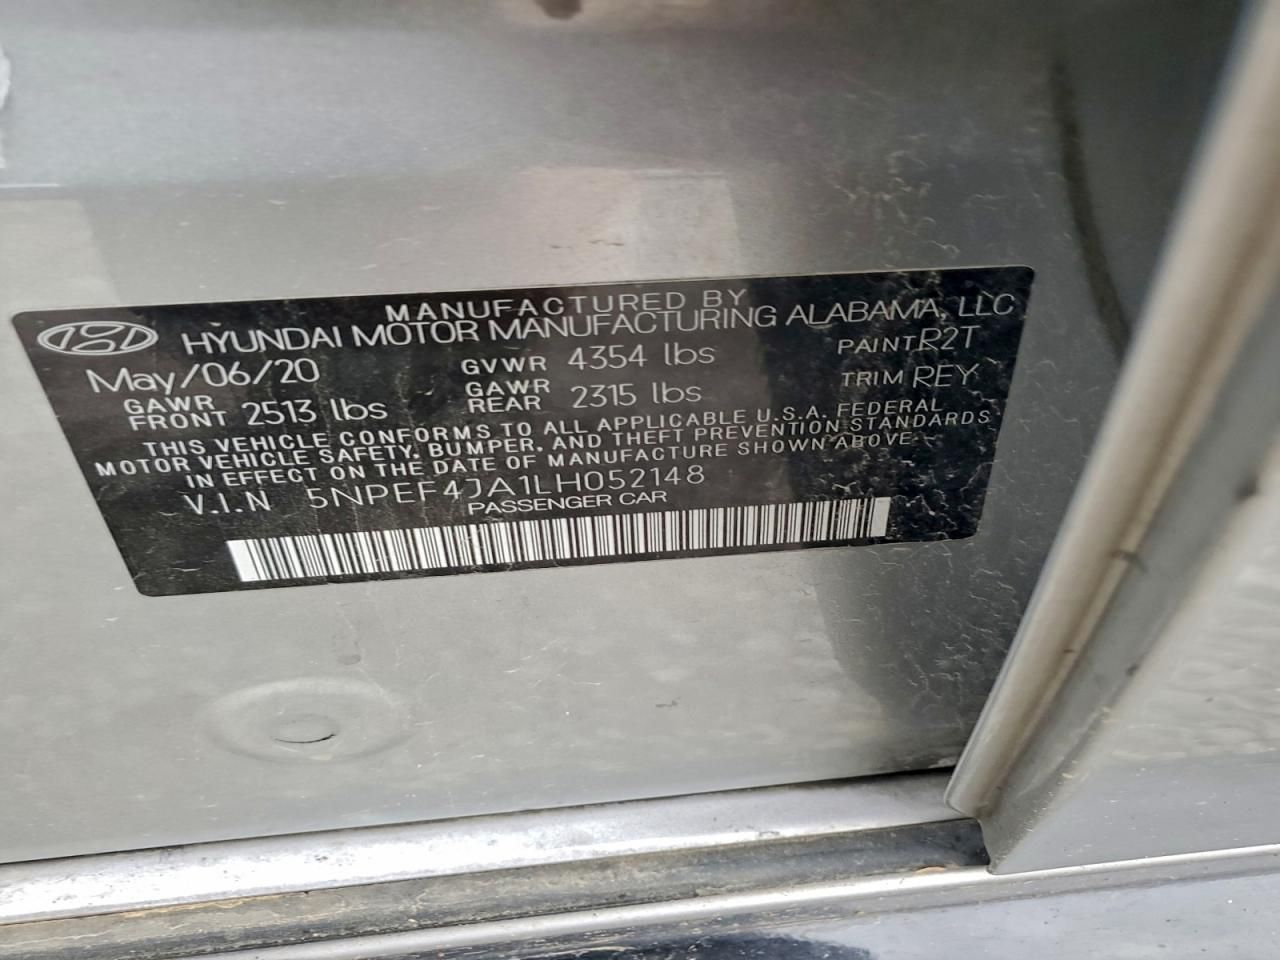 MANUFACTURED BY
HYUNDAI MOTOR MANUFACTURING ALABAMA, LLC
May/06/20 GVWR 4354 lbs PAINT R2T
GAWR FRONT 2513 lbs GAWR REAR 2315 lbs TRIM REY
THIS VEHICLE CONFORMS TO ALL APPLICABLE U.S.A. FEDERAL
MOTOR VEHICLE SAFETY, BUMPER, AND THEFT PREVENTION STANDARDS
IN EFFECT ON THE DATE OF MANUFACTURE SHOWN ABOVE
V.I.N 5NPEF4JA1LH052148
PASSENGER CAR